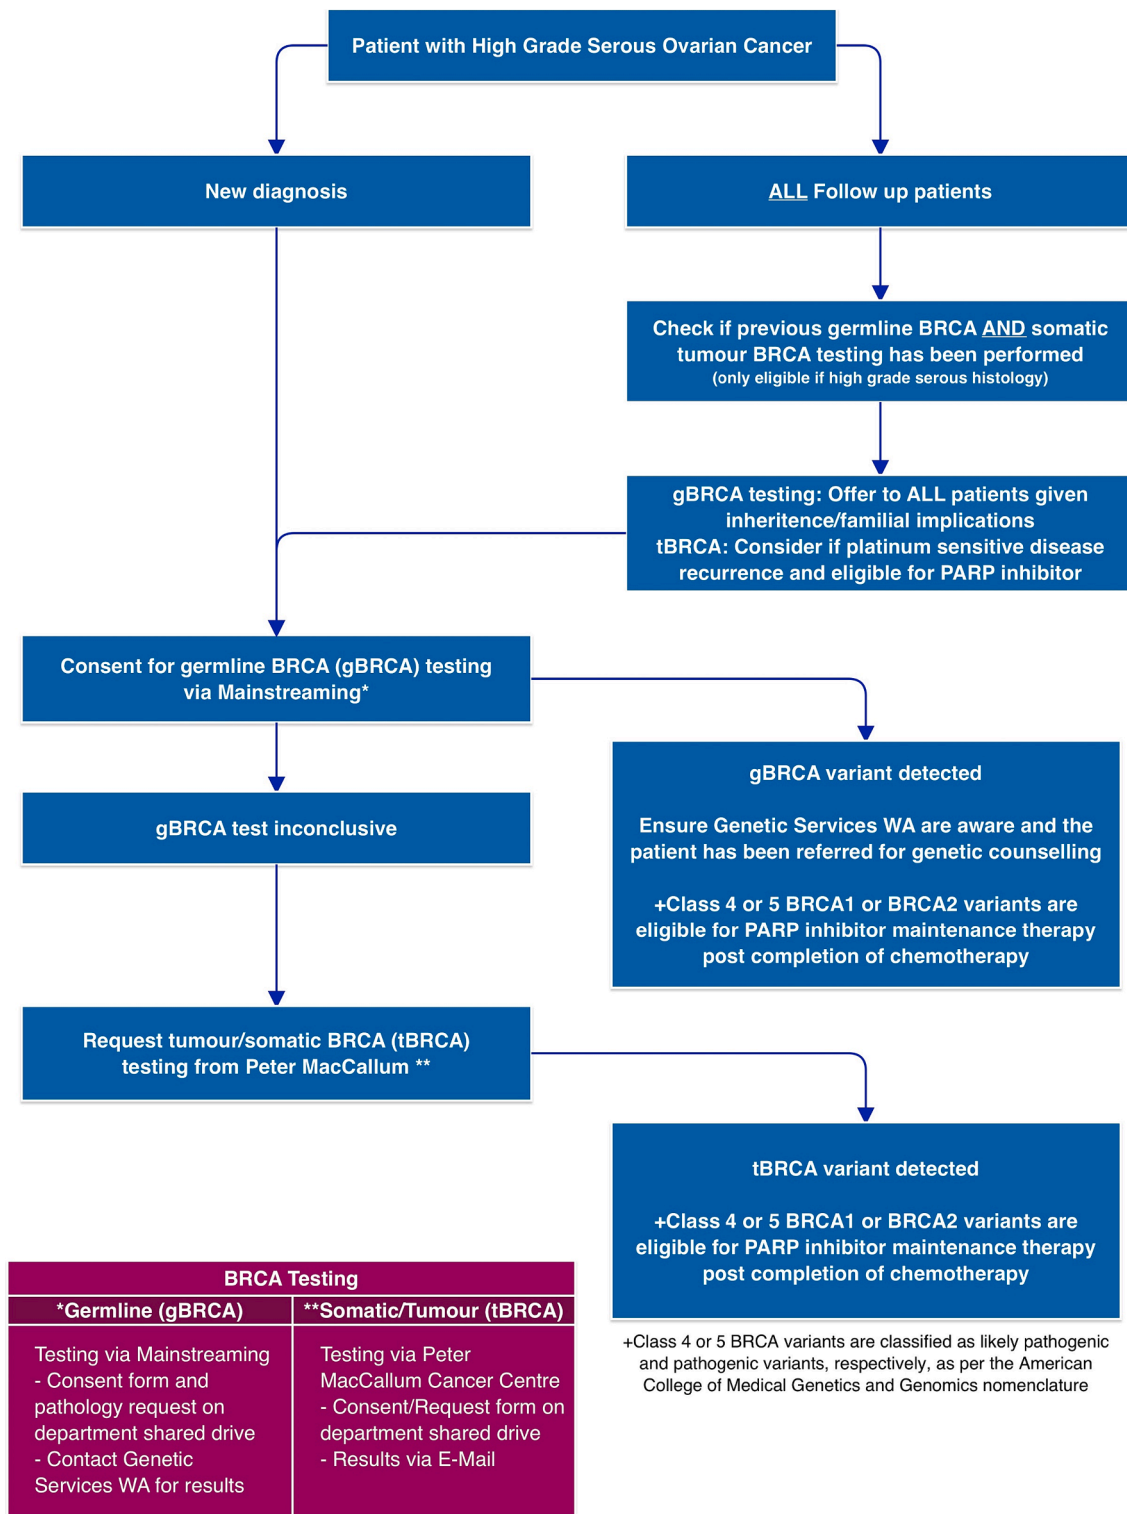 Patient with High Grade Serous Ovarian Cancer
New diagnosis
ALL Follow up patients
Check if previous germline BRCA AND somatic
tumour BRCA testing has been performed
(only eligible if high grade serous histology)
gBRCA testing: Offer to ALL patients given
inheritence/familial implications
tBRCA: Consider if platinum sensitive disease
recurrence and eligible for PARP inhibitor
Consent for germline BRCA (gBRCA) testing
via Mainstreaming*
gBRCA variant detected
Ensure Genetic Services WA are aware and the
patient has been referred for genetic counselling
+Class 4 or 5 BRCA1 or BRCA2 variants are
eligible for PARP inhibitor maintenance therapy
post completion of chemotherapy
gBRCA test inconclusive
Request tumour/somatic BRCA (tBRCA)
testing from Peter MacCallum **
tBRCA variant detected
+Class 4 or 5 BRCA1 or BRCA2 variants are
eligible for PARP inhibitor maintenance therapy
post completion of chemotherapy
+Class 4 or 5 BRCA variants are classified as likely pathogenic
and pathogenic variants, respectively, as per the American
College of Medical Genetics and Genomics nomenclature
BRCA Testing
*Germline (gBRCA)
Testing via Mainstreaming
- Consent form and
pathology request on
department shared drive
- Contact Genetic
Services WA for results
**Somatic/Tumour (tBRCA)
Testing via Peter
MacCallum Cancer Centre
- Consent/Request form on
department shared drive
- Results via E-Mail